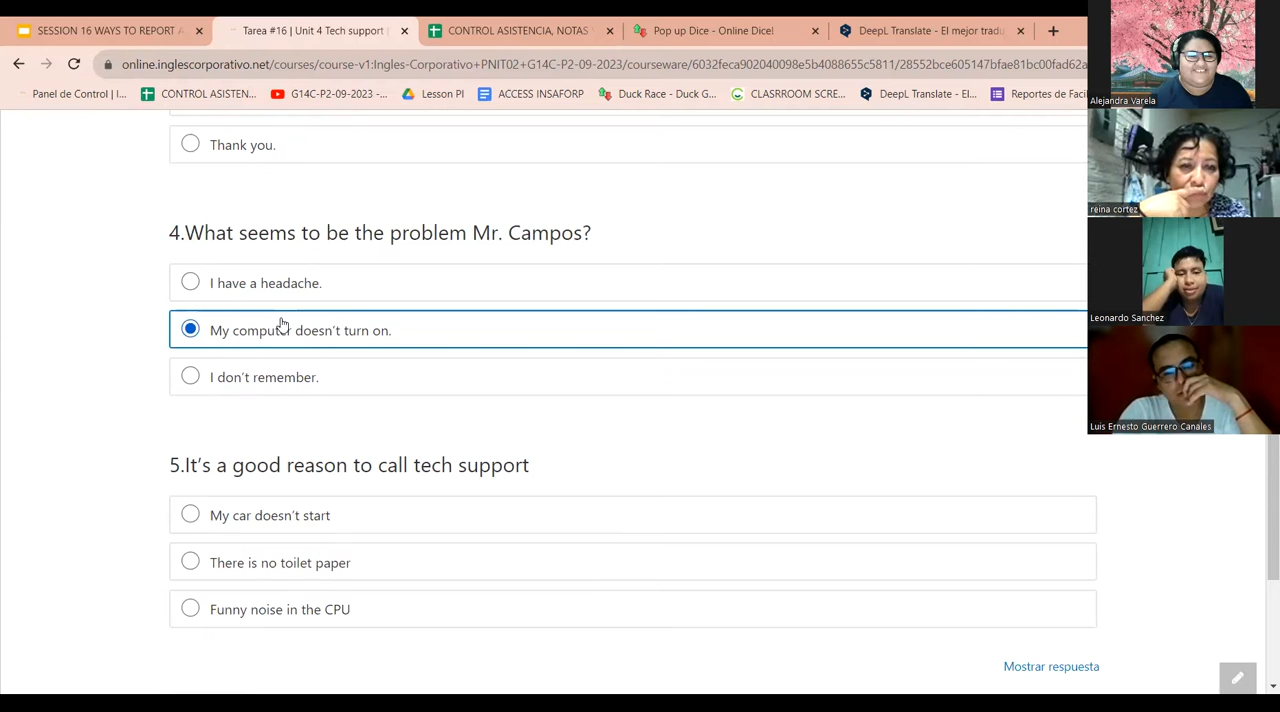 SESSION 16 WAYS TO REPORT A
Tarea #16 | Unit 4 Tech support |
CONTROL ASISTENCIA, NOTAS
Pop up Dice - Online Dice!
DeepL Translate - El mejor tradu
online.inglescorporativo.net/courses/course-v1:Ingles-Corporativo+PNIT02+G14C-P2-09-2023/courseware/6032feca902040098e5b4088655c5811/28552bce605147bfae81bc00fad62a
Panel de Control | I...
CONTROL ASISTEN...
G14C-P2-09-2023 -...
Lesson PI
ACCESS INSAFORP
Duck Race - Duck G...
CLASRROOM SCRE...
DeepL Translate - El...
Reportes de Facil
Alejandra Varela
Thank you.
reina cortez
4.What seems to be the problem Mr. Campos?
I have a headache.
Leonardo Sanchez
My computer doesn't turn on.
I don't remember.
Luis Ernesto Guerrero Canales
5.It's a good reason to call tech support
My car doesn't start
There is no toilet paper
Funny noise in the CPU
Mostrar respuesta